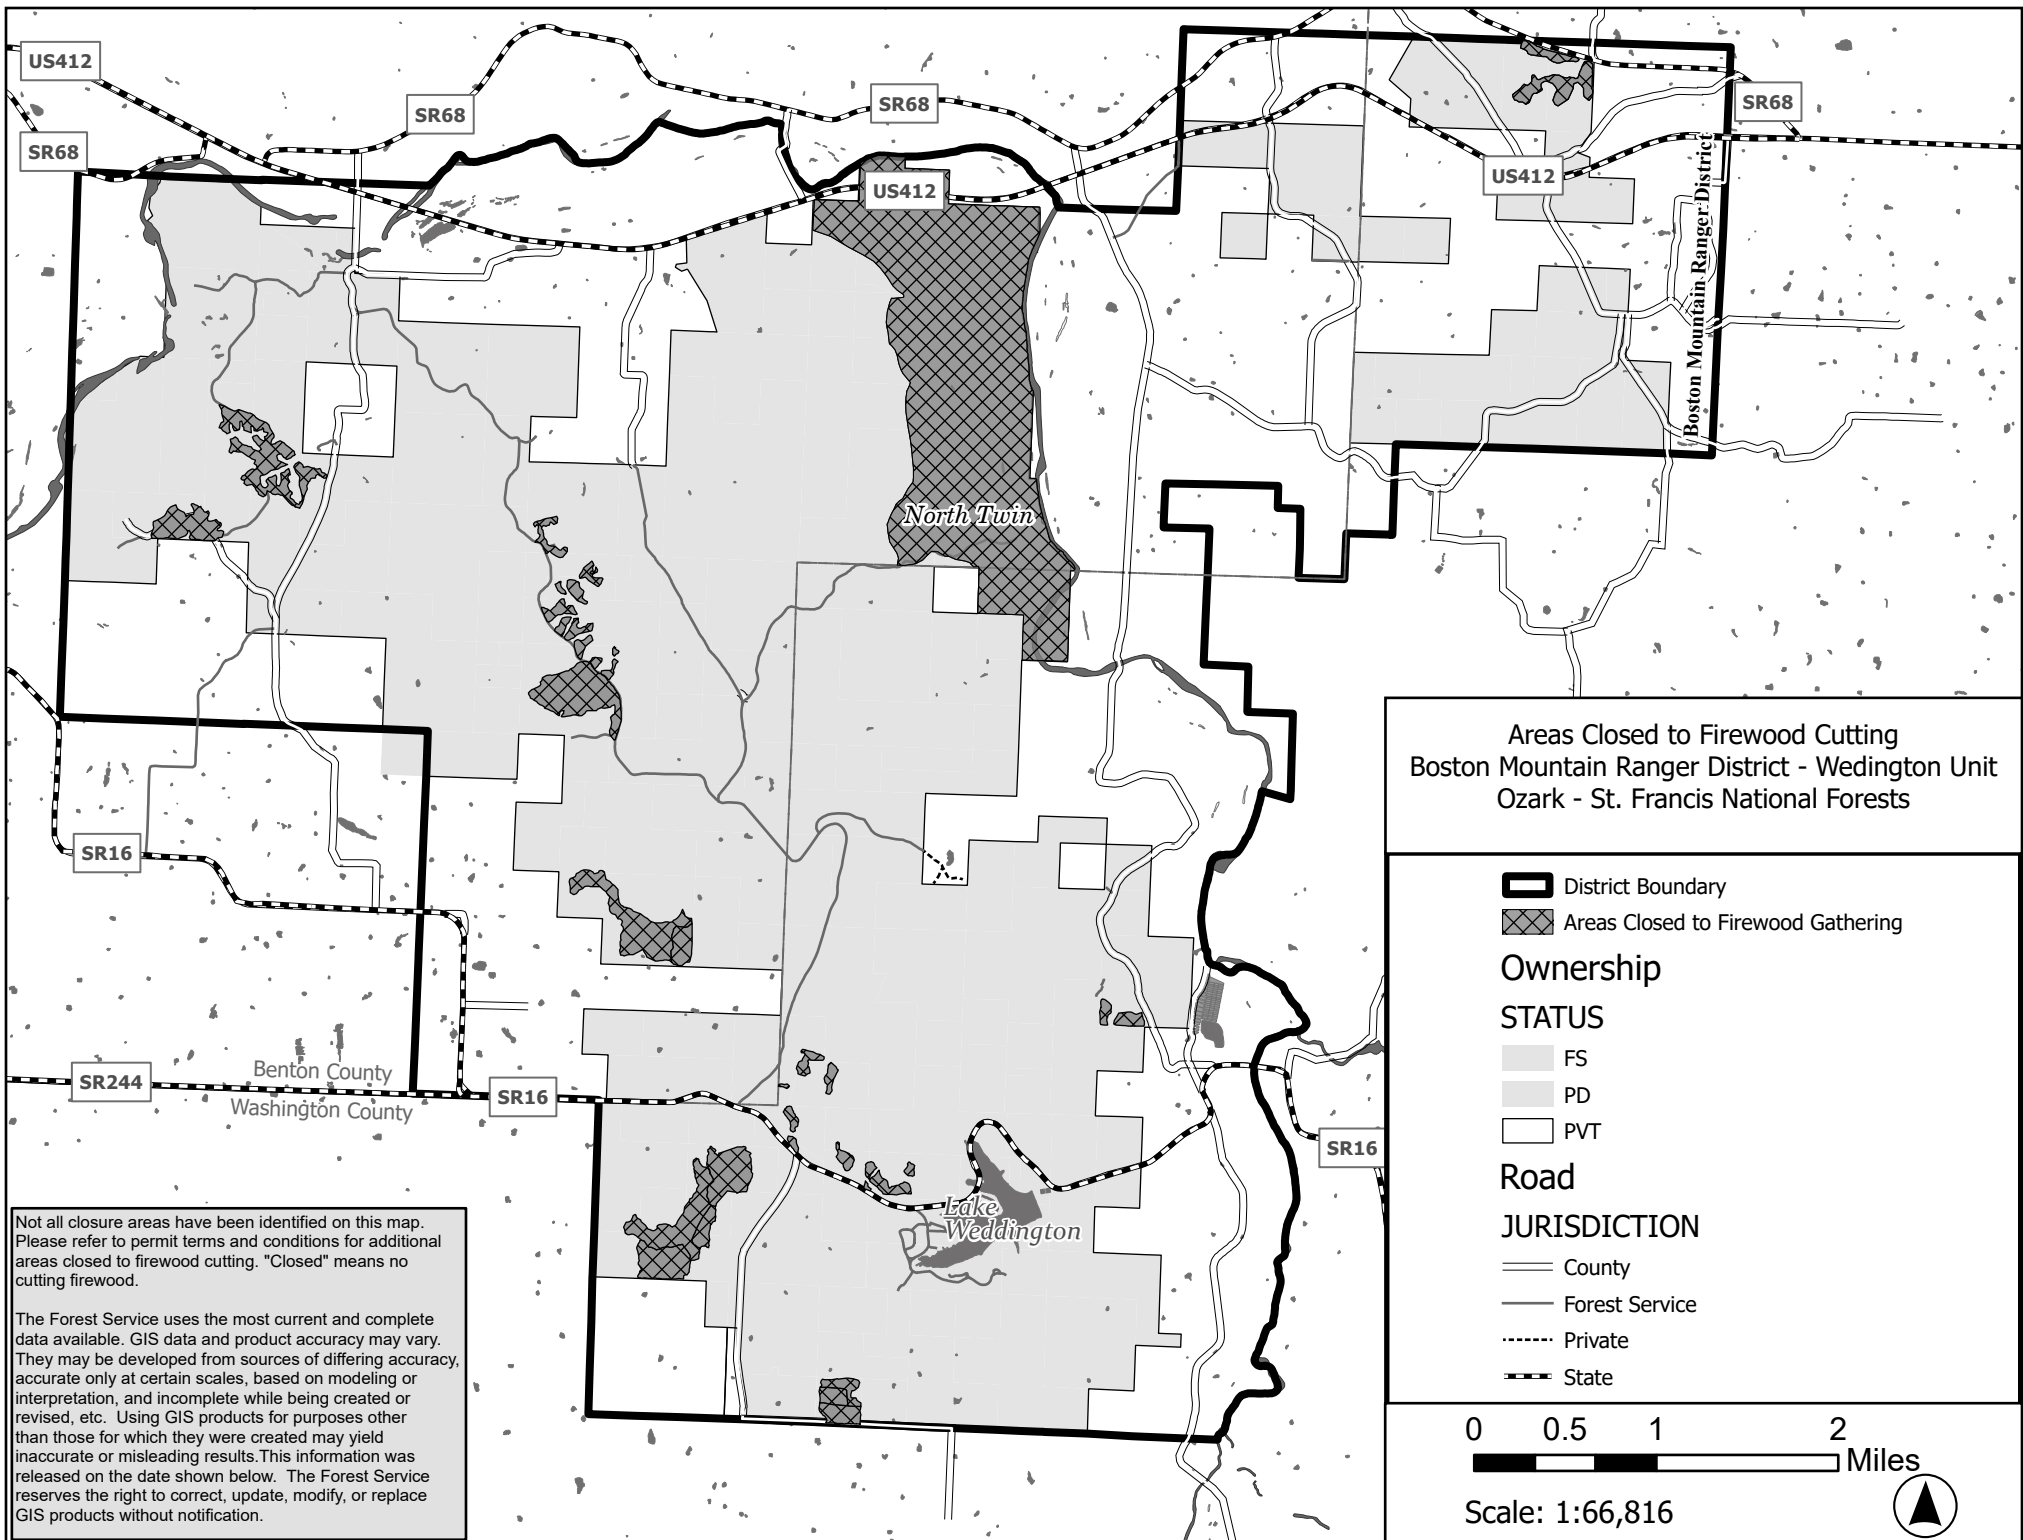 US412
SR68
SR68
SR68
SR68
US412
US412
Boston Mountain Ranger District
North Twin
Areas Closed to Firewood Cutting
Boston Mountain Ranger District - Wedington Unit
Ozark - St. Francis National Forests
SR16
District Boundary
Areas Closed to Firewood Gathering
Ownership
STATUS
FS
PD
PVT
Road
JURISDICTION
County
Forest Service
Private
State
Benton County
SR244
SR16
Washington County
SR16
Lake
Weddington
Not all closure areas have been identified on this map.
Please refer to permit terms and conditions for additional
areas closed to firewood cutting. "Closed" means no
cutting firewood.
The Forest Service uses the most current and complete
data available. GIS data and product accuracy may vary.
They may be developed from sources of differing accuracy,
accurate only at certain scales, based on modeling or
interpretation, and incomplete while being created or
revised, etc.  Using GIS products for purposes other
than those for which they were created may yield
inaccurate or misleading results.This information was
released on the date shown below.  The Forest Service
reserves the right to correct, update, modify, or replace
GIS products without notification.
0 0.5 1 2
Miles
Scale: 1:66,816